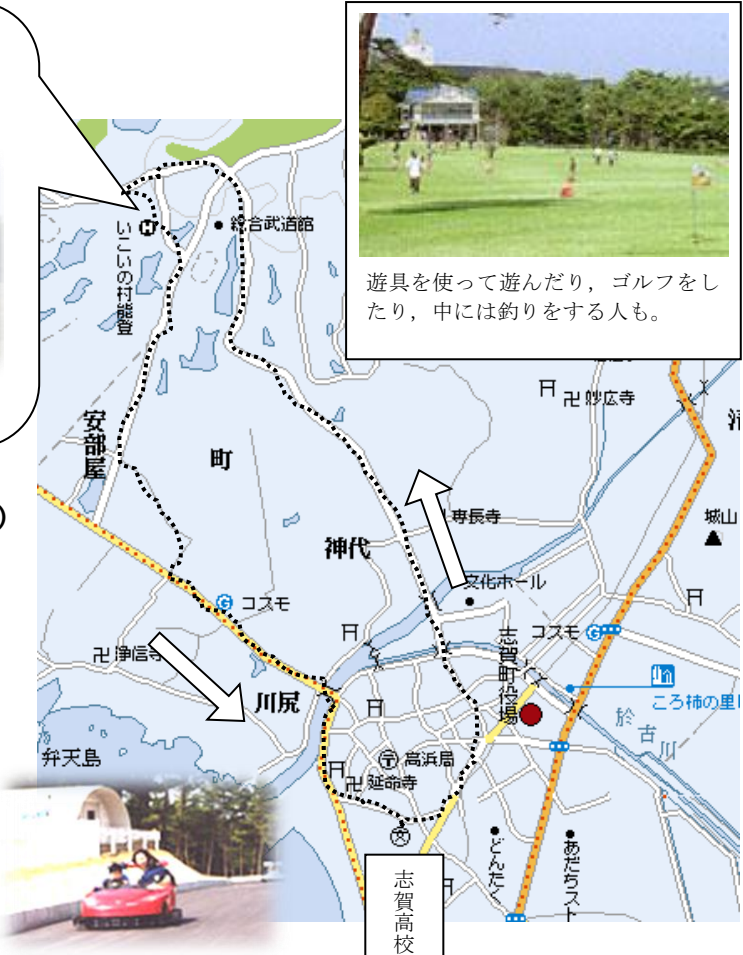 遊具を使って遊んだり，ゴルフをし
たり，中には釣りをする人も。
総合武道館
いこいの村能登
卍 妙広寺
安部屋
町
専長寺
城山
神代
文化ホール
コスモ
志賀町役場
コスモ
卍 浄信寺
川尻
ころ柿の里
於古川
弁天島
高浜局
卍 延命寺
どんたく
あだちスト
志賀高校